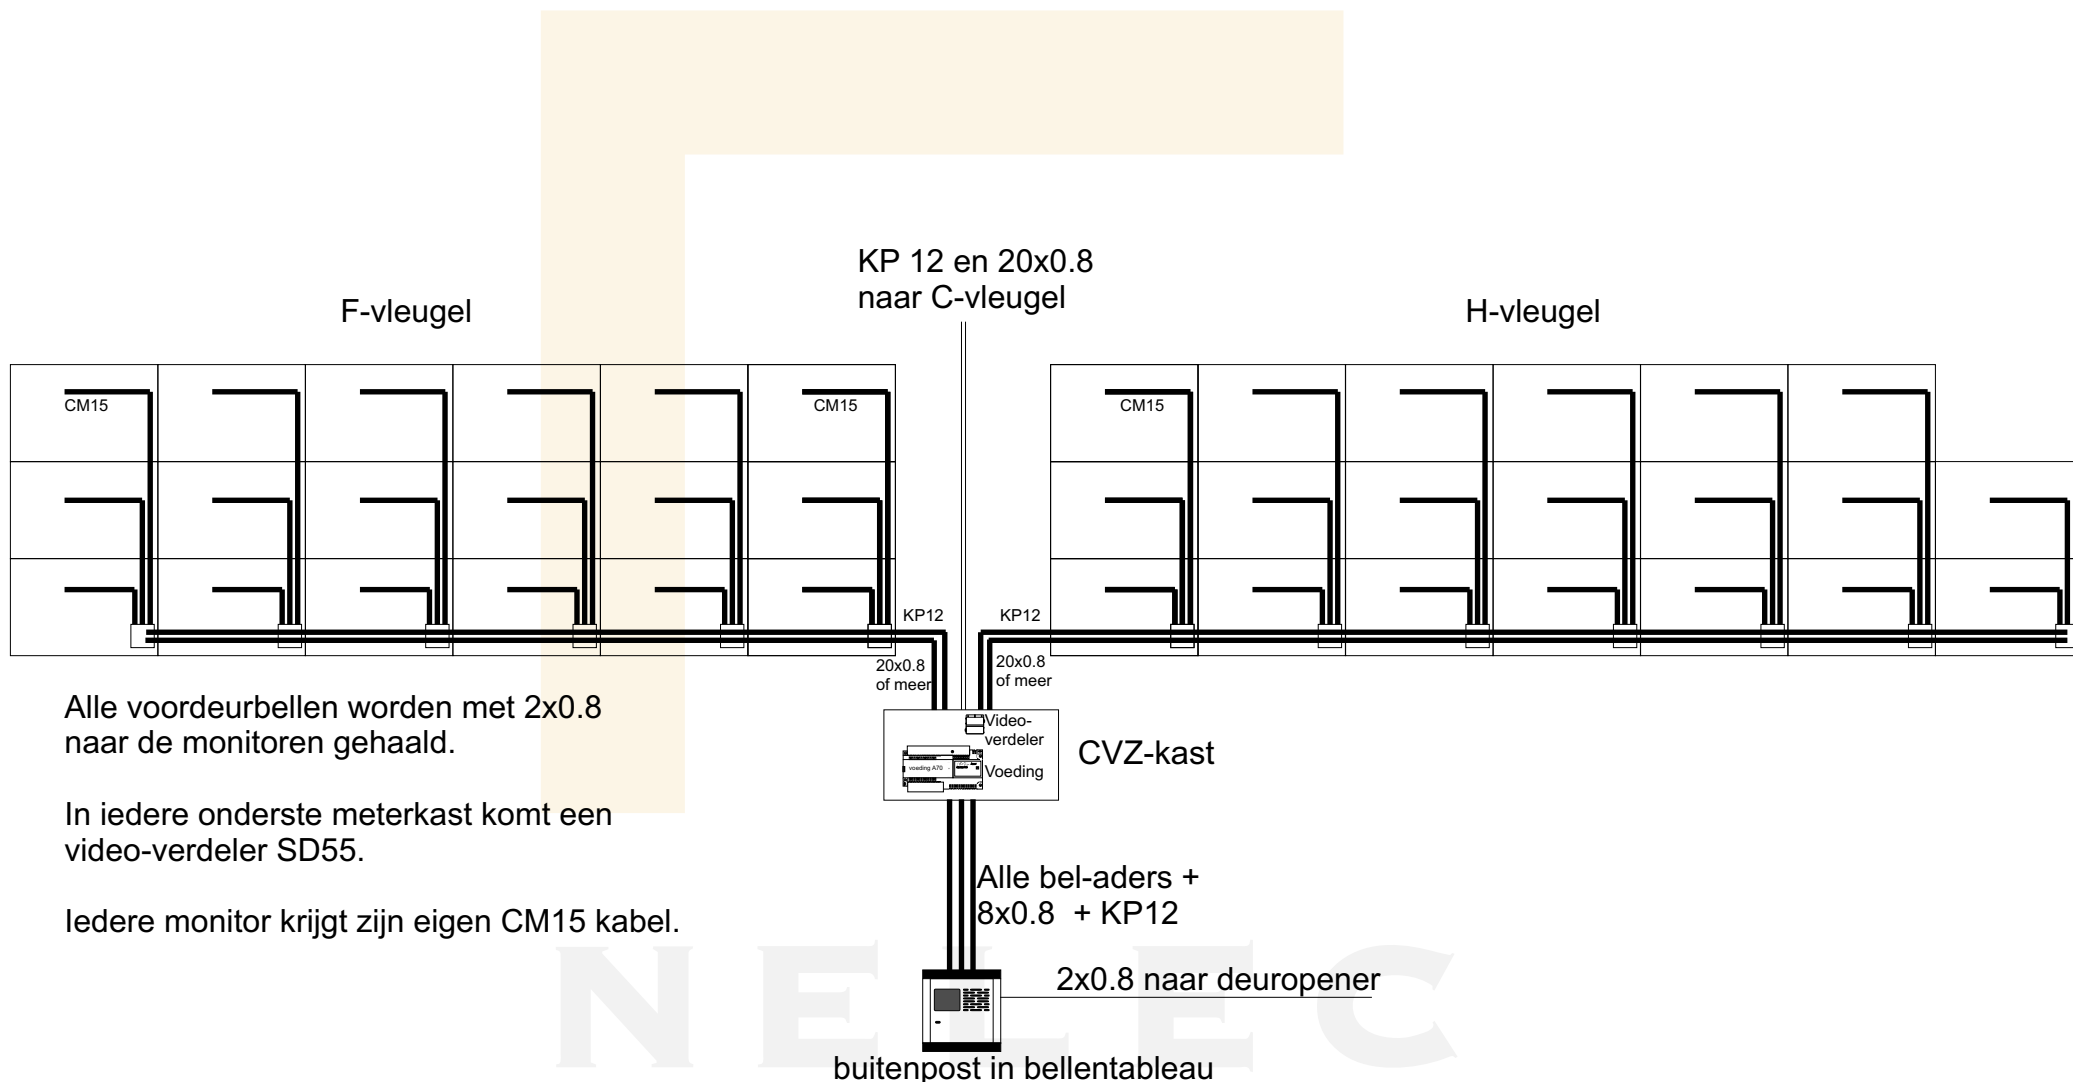 KP 12 en 20x0.8
naar C-vleugel
F-vleugel
H-vleugel
CM15
CM15
CM15
KP12
KP12
20x0.8
of meer
20x0.8
of meer
Alle voordeurbellen worden met 2x0.8
naar de monitoren gehaald.
In iedere onderste meterkast komt een
video-verdeler SD55.
Iedere monitor krijgt zijn eigen CM15 kabel.
Video-
verdeler
voeding A70
Voeding
CVZ-kast
Alle bel-aders +
8x0.8 + KP12
2x0.8 naar deuropener
buitenpost in bellentableau
NELEC